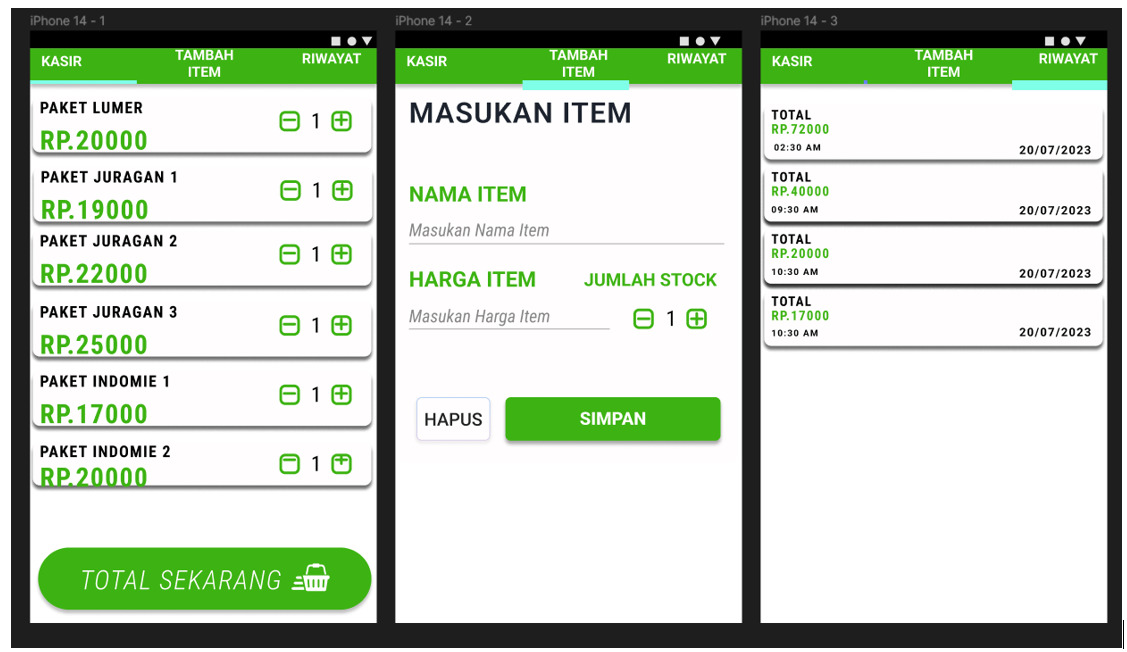 iPhone 14 - 1
KASIR
TAMBAH
ITEM
RIWAYAT
PAKET LUMER
RP.20000
1
PAKET JURAGAN 1
RP.19000
1
PAKET JURAGAN 2
RP.22000
1
PAKET JURAGAN 3
RP.25000
1
PAKET INDOMIE 1
RP.17000
1
PAKET INDOMIE 2
RP.20000
1
TOTAL SEKARANG
iPhone 14 - 2
KASIR
TAMBAH
ITEM
RIWAYAT
MASUKAN ITEM
NAMA ITEM
Masukan Nama Item
HARGA ITEM
JUMLAH STOCK
Masukan Harga Item
1
HAPUS
SIMPAN
iPhone 14 - 3
KASIR
TAMBAH
ITEM
RIWAYAT
TOTAL
RP.72000
02:30 AM
20/07/2023
TOTAL
RP.40000
09:30 AM
20/07/2023
TOTAL
RP.20000
10:30 AM
20/07/2023
TOTAL
RP.17000
10:30 AM
20/07/2023